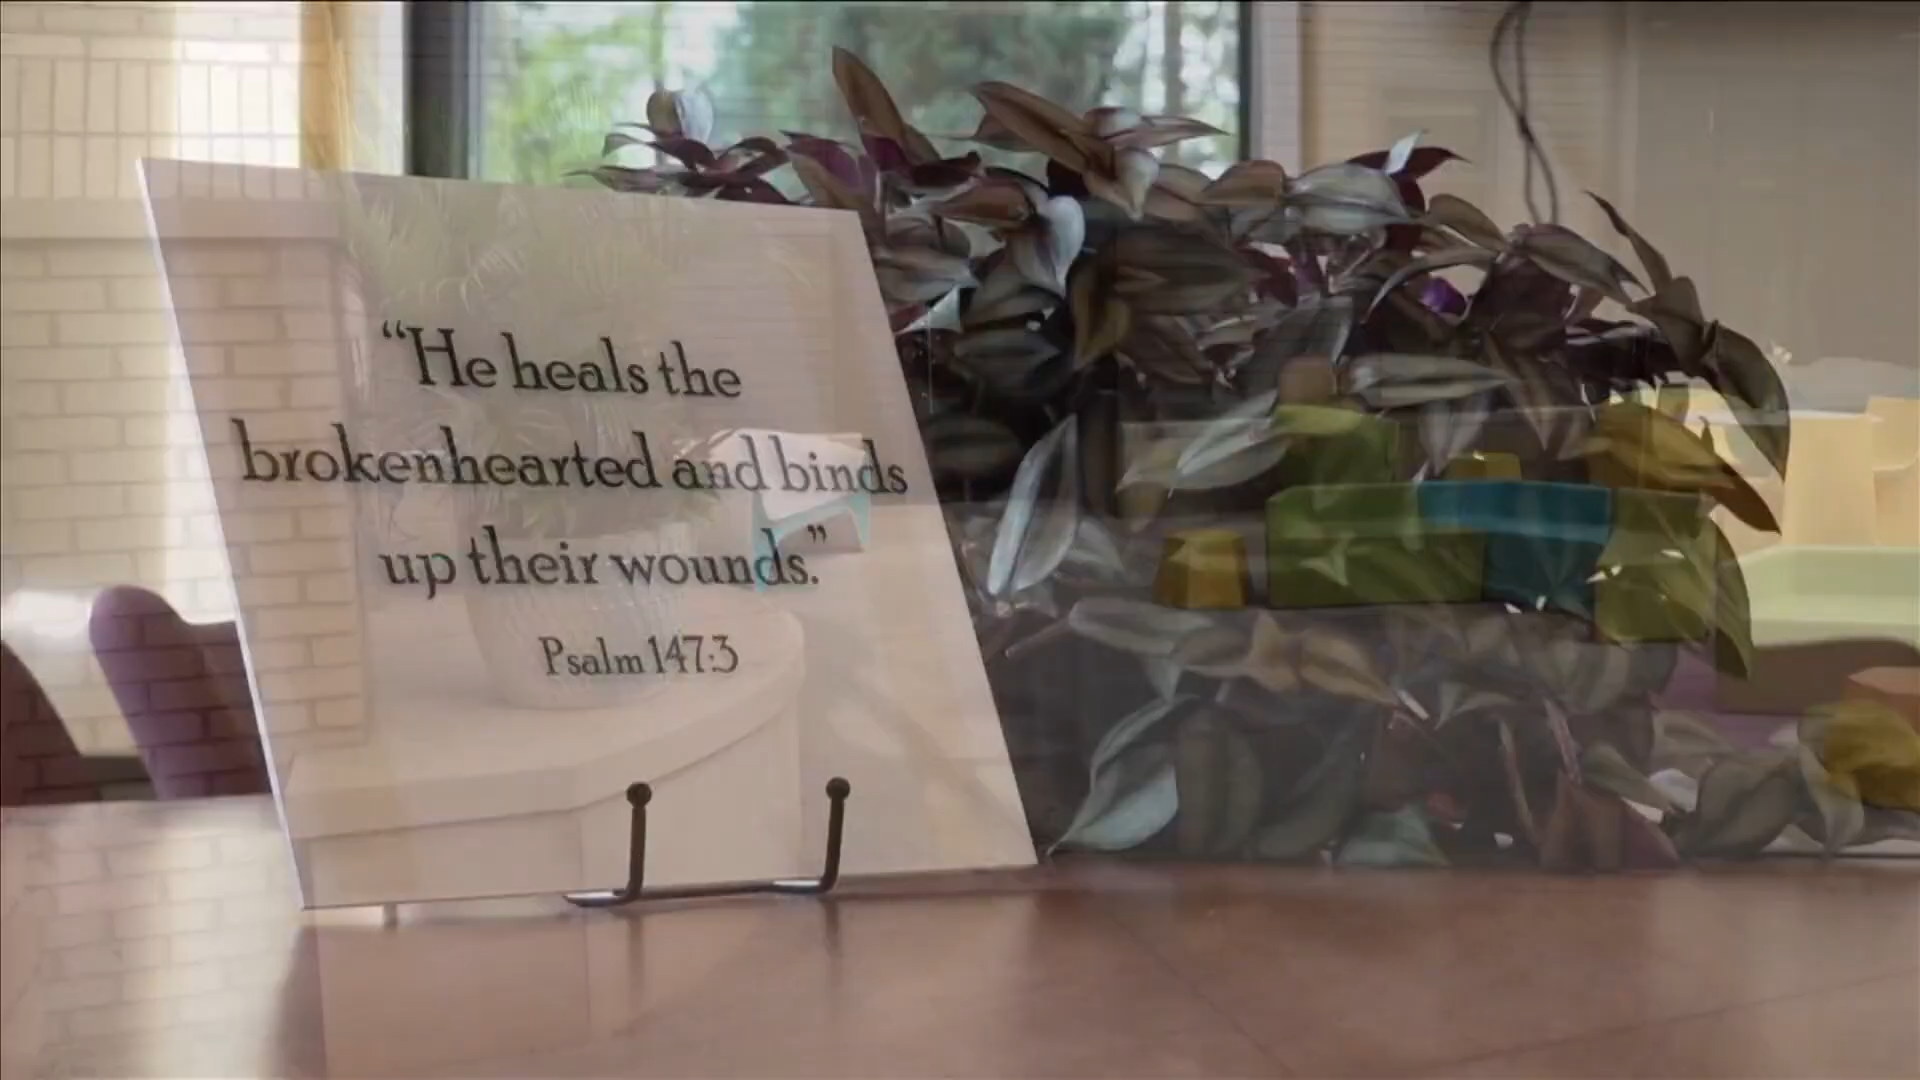 “He heals the
brokenhearted and binds
up their wounds.”
Psalm 147:3